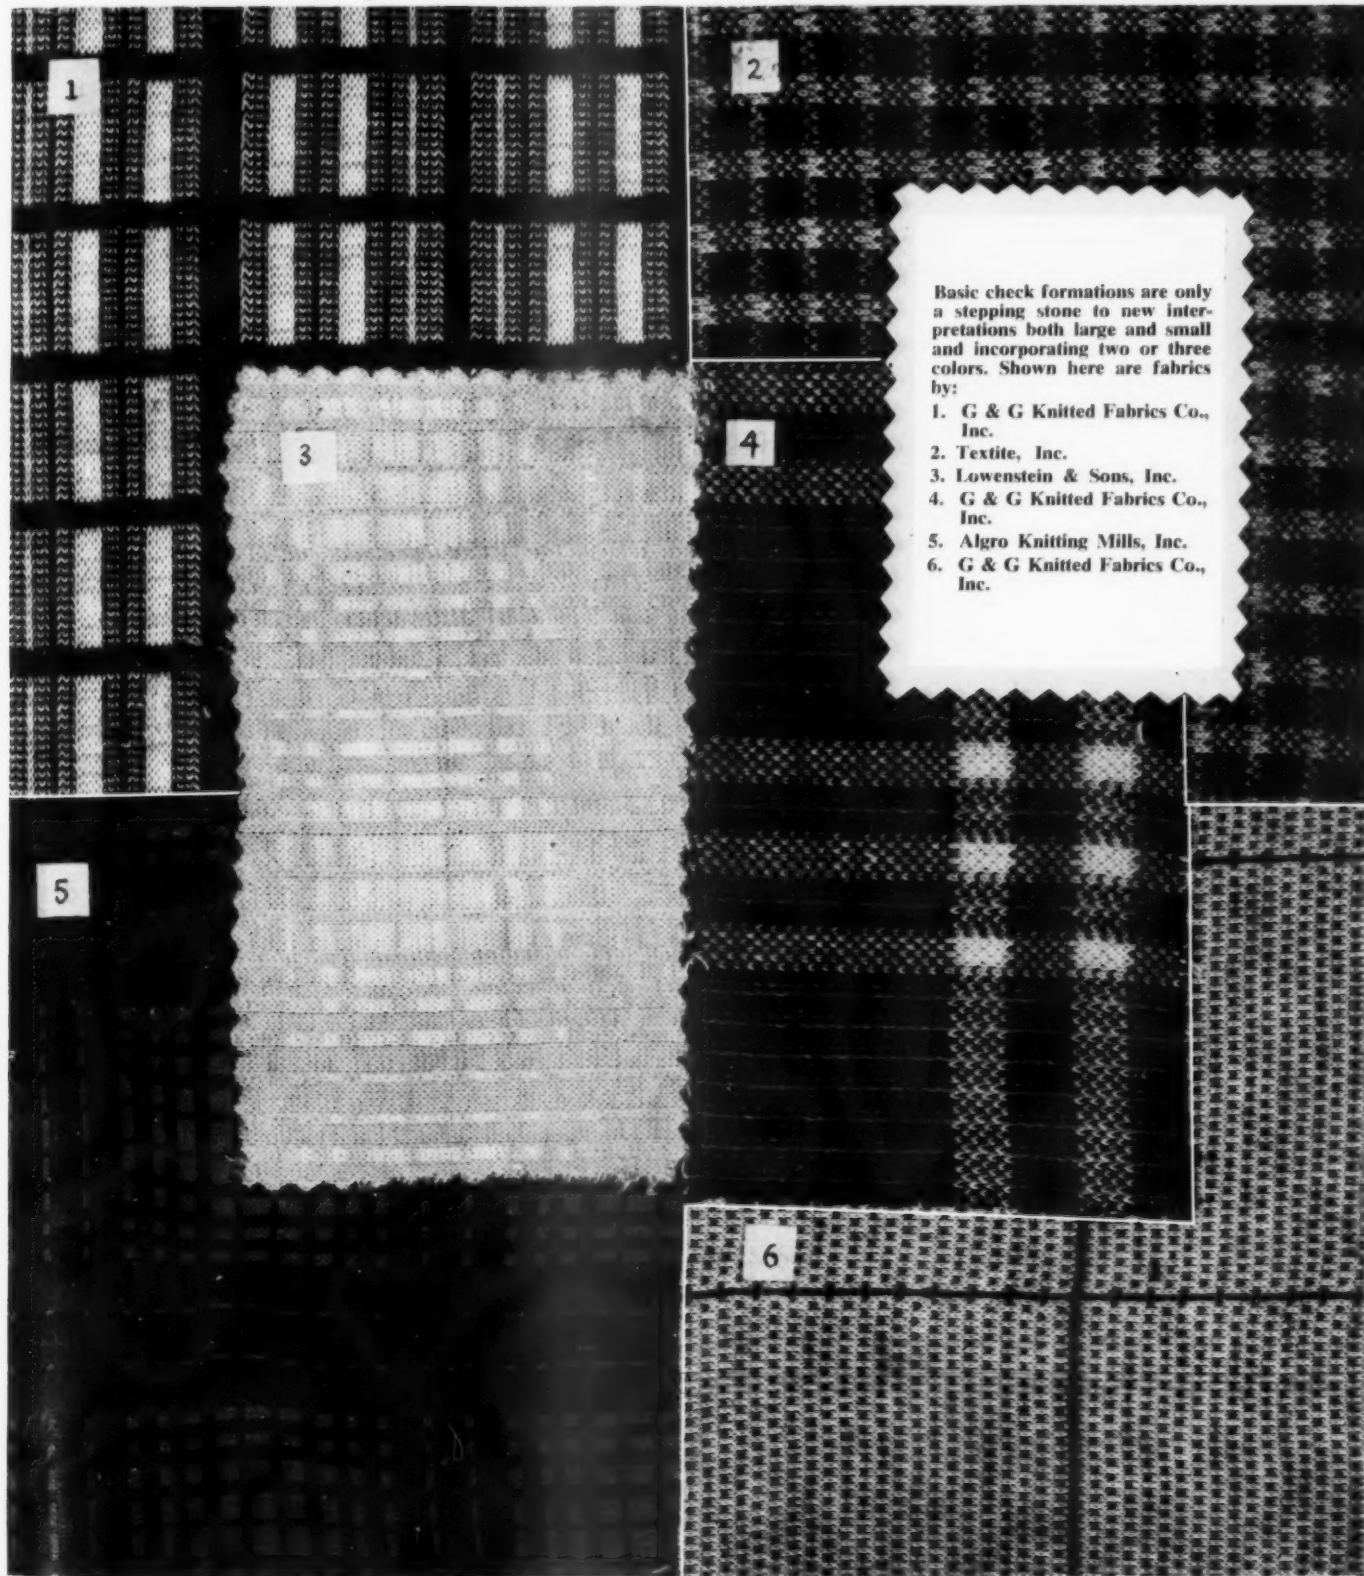 1
2
Basic check formations are only
a stepping stone to new inter-
pretations both large and small
and incorporating two or three
colors. Shown here are fabrics
by:
1. G & G Knitted Fabrics Co.,
Inc.
2. Textite, Inc.
3. Lowenstein & Sons, Inc.
4. G & G Knitted Fabrics Co.,
Inc.
5. Algro Knitting Mills, Inc.
6. G & G Knitted Fabrics Co.,
Inc.
3
4
5
6